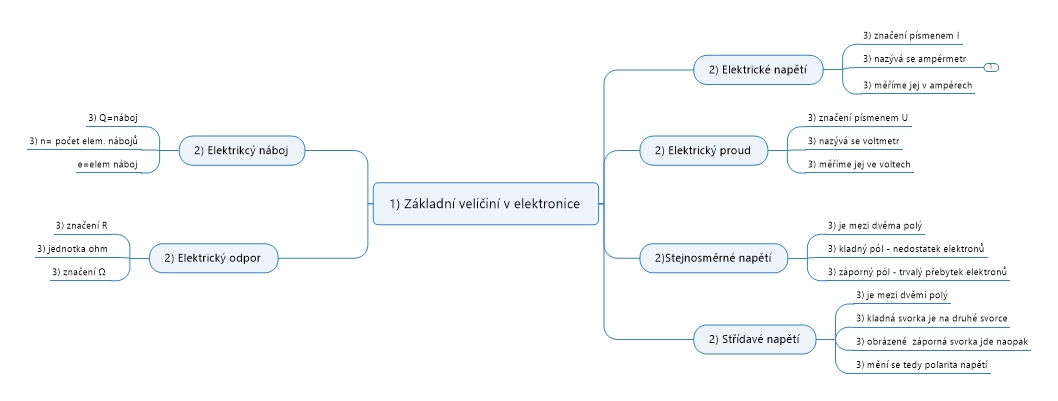 1) Základní veličiní v elektronice
2) Elektrické napětí
3) značení písmenem I
3) nazývá se ampérmetr
1
3) měříme jej v ampérech
2) Elektrický proud
3) značení písmenem U
3) nazývá se voltmetr
3) měříme jej ve voltech
2)Stejnosměrné napětí
3) je mezi dvěma polý
3) kladný pól - nedostatek elektronů
3) záporný pól - trvalý přebytek elektronů
2) Střídavé napětí
3) je mezi dvěmi polý
3) kladná svorka je na druhé svorce
3) obrázeně  záporná svorka jde naopak
3) mění se tedy polarita napětí
2) Elektrikcý náboj
3) Q=náboj
3) n= počet elem. nábojů
e=elem náboj
2) Elektrický odpor
3) značení R
3) jednotka ohm
3) značení Ω